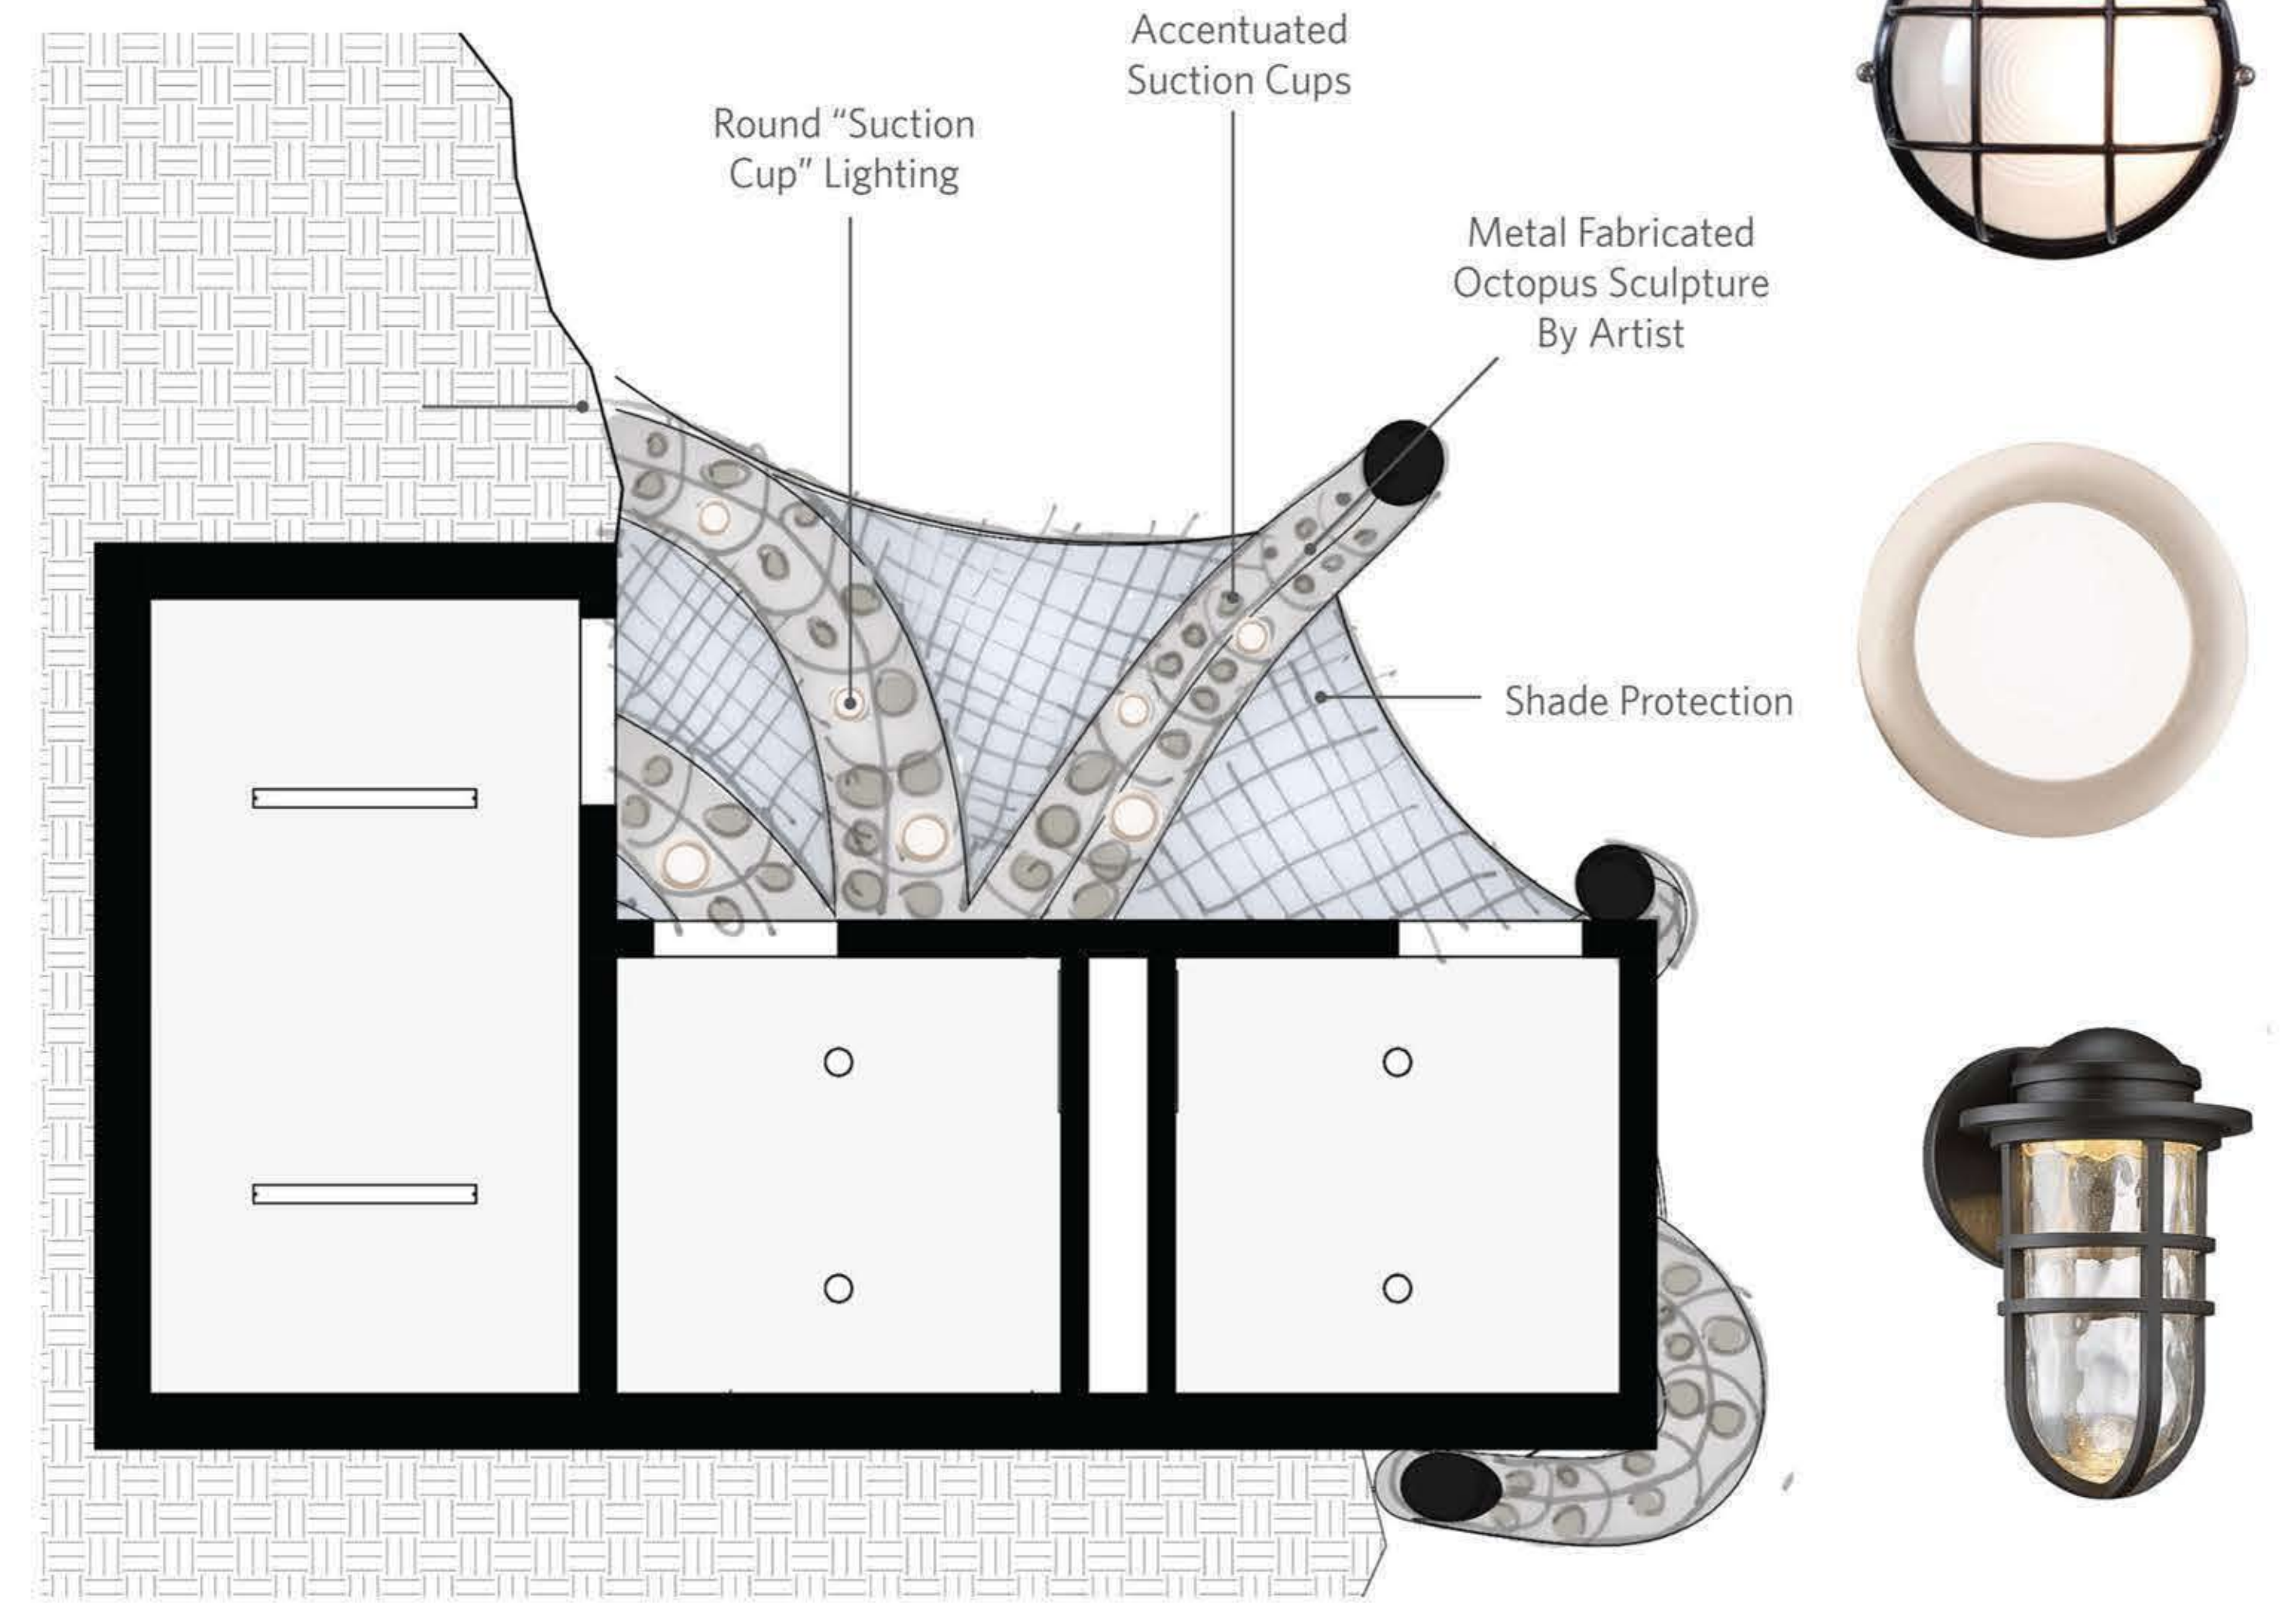 Accentuated
Suction Cups
Round “Suction
Cup” Lighting
Metal Fabricated
Octopus Sculpture
By Artist
Shade Protection